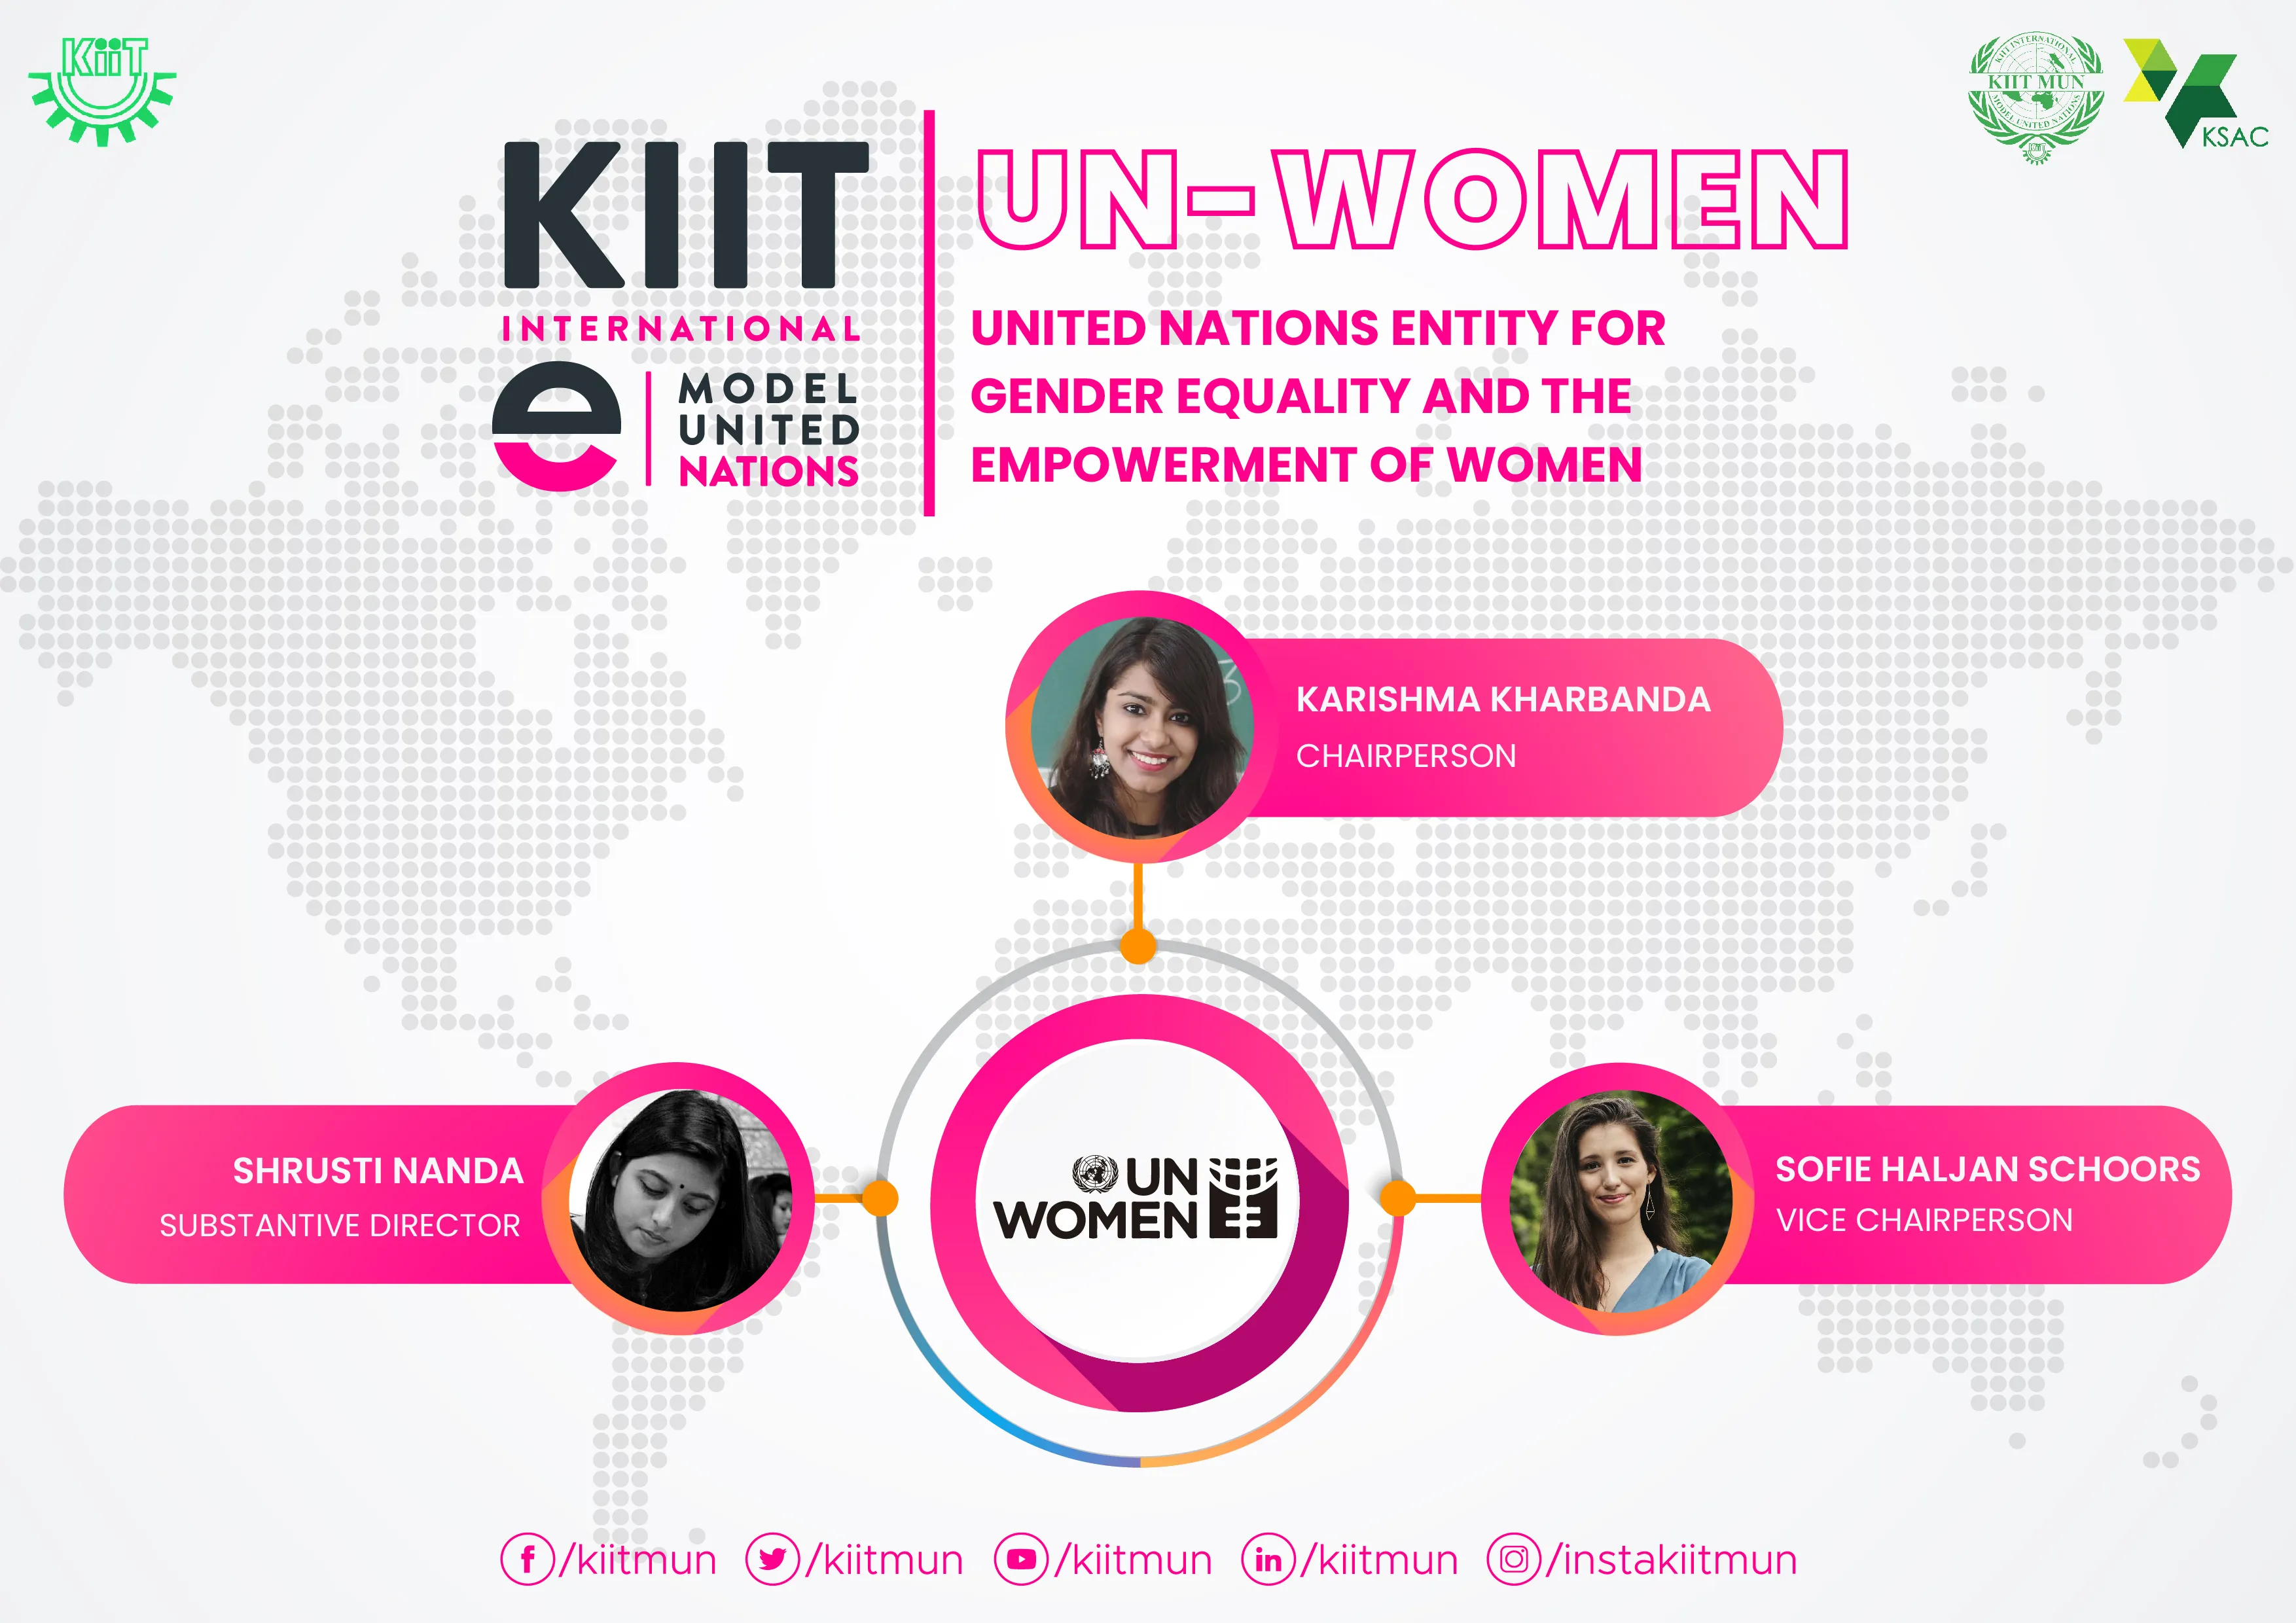 KiiT
KIIT INTERNATIONAL
KIIT MUN
MODEL UNITED NATIONS
KSAC
KIIT
INTERNATIONAL
e
MODEL
UNITED
NATIONS
UN-WOMEN
UNITED NATIONS ENTITY FOR
GENDER EQUALITY AND THE
EMPOWERMENT OF WOMEN
KARISHMA KHARBANDA
CHAIRPERSON
SHRUSTI NANDA
SUBSTANTIVE DIRECTOR
UN
WOMEN
SOFIE HALJAN SCHOORS
VICE CHAIRPERSON
/kiitmun
/kiitmun
/kiitmun
/kiitmun
/instakiitmun